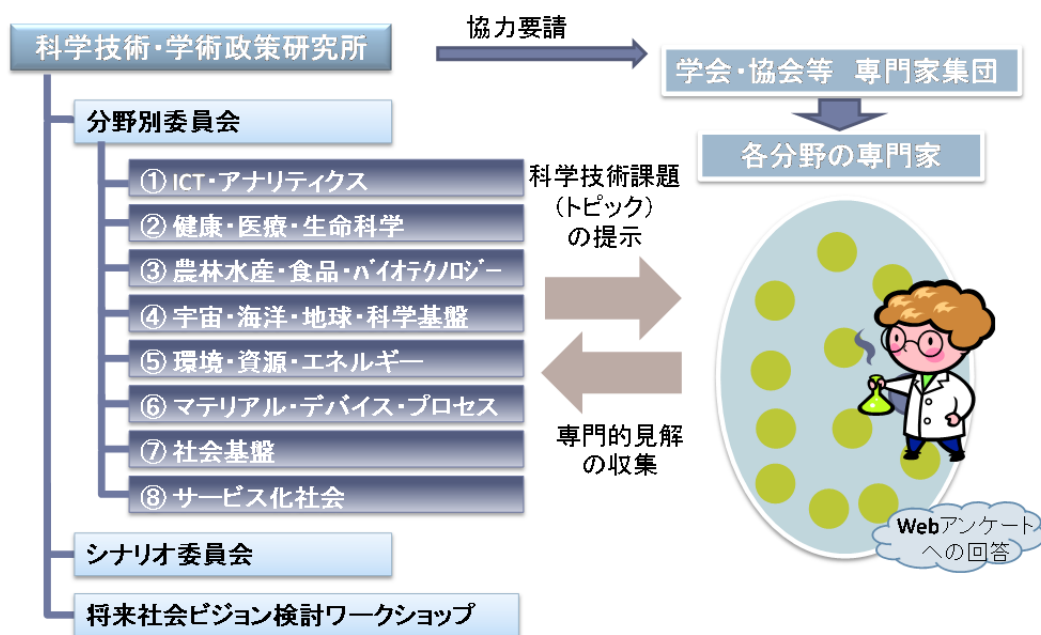 科学技術・学術政策研究所
協力要請
学会・協会等 専門家集団
各分野の専門家
分野別委員会
① ICT・アナリティクス
② 健康・医療・生命科学
③ 農林水産・食品・ﾊﾞｲｵﾃｸﾉﾛｼﾞｰ
④ 宇宙・海洋・地球・科学基盤
⑤ 環境・資源・エネルギー
⑥ マテリアル・デバイス・プロセス
⑦ 社会基盤
⑧ サービス化社会
シナリオ委員会
将来社会ビジョン検討ワークショップ
科学技術課題
（トピック）
の提示
専門的見解
の収集
Webアンケート
への回答